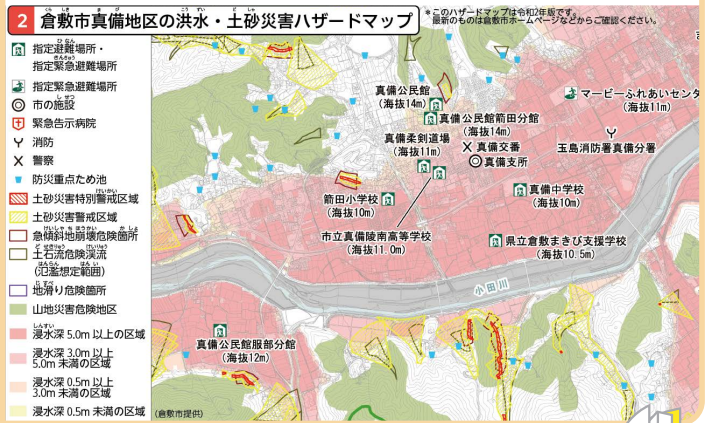 2 倉敷市真備地区の洪水・土砂災害ハザードマップ
*このハザードマップは令和2年版です。
最新のものは倉敷市ホームページなどからご確認ください。
指定避難場所・
指定緊急避難場所
指定緊急避難場所
市の施設
緊急告示病院
消防
警察
防災重点ため池
土砂災害特別警戒区域
土砂災害警戒区域
急傾斜地崩壊危険箇所
土石流危険渓流
(氾濫想定範囲)
地滑り危険箇所
山地災害危険地区
浸水深 5.0m 以上の区域
浸水深 3.0m 以上
5.0m 未満の区域
浸水深 0.5m 以上
3.0m 未満の区域
浸水深 0.5m 未満の区域
(倉敷市提供)
真備公民館
(海抜14m)
真備公民館箭田分館
(海抜14m)
マービーふれあいセンタ
(海抜11m)
真備柔剣道場
(海抜11m)
真備交番
真備支所
玉島消防署真備分署
箭田小学校
(海抜10m)
真備中学校
(海抜10m)
市立真備陵南高等学校
(海抜11.0m)
県立倉敷まきび支援学校
(海抜10.5m)
小田川
真備公民館服部分館
(海抜12m)